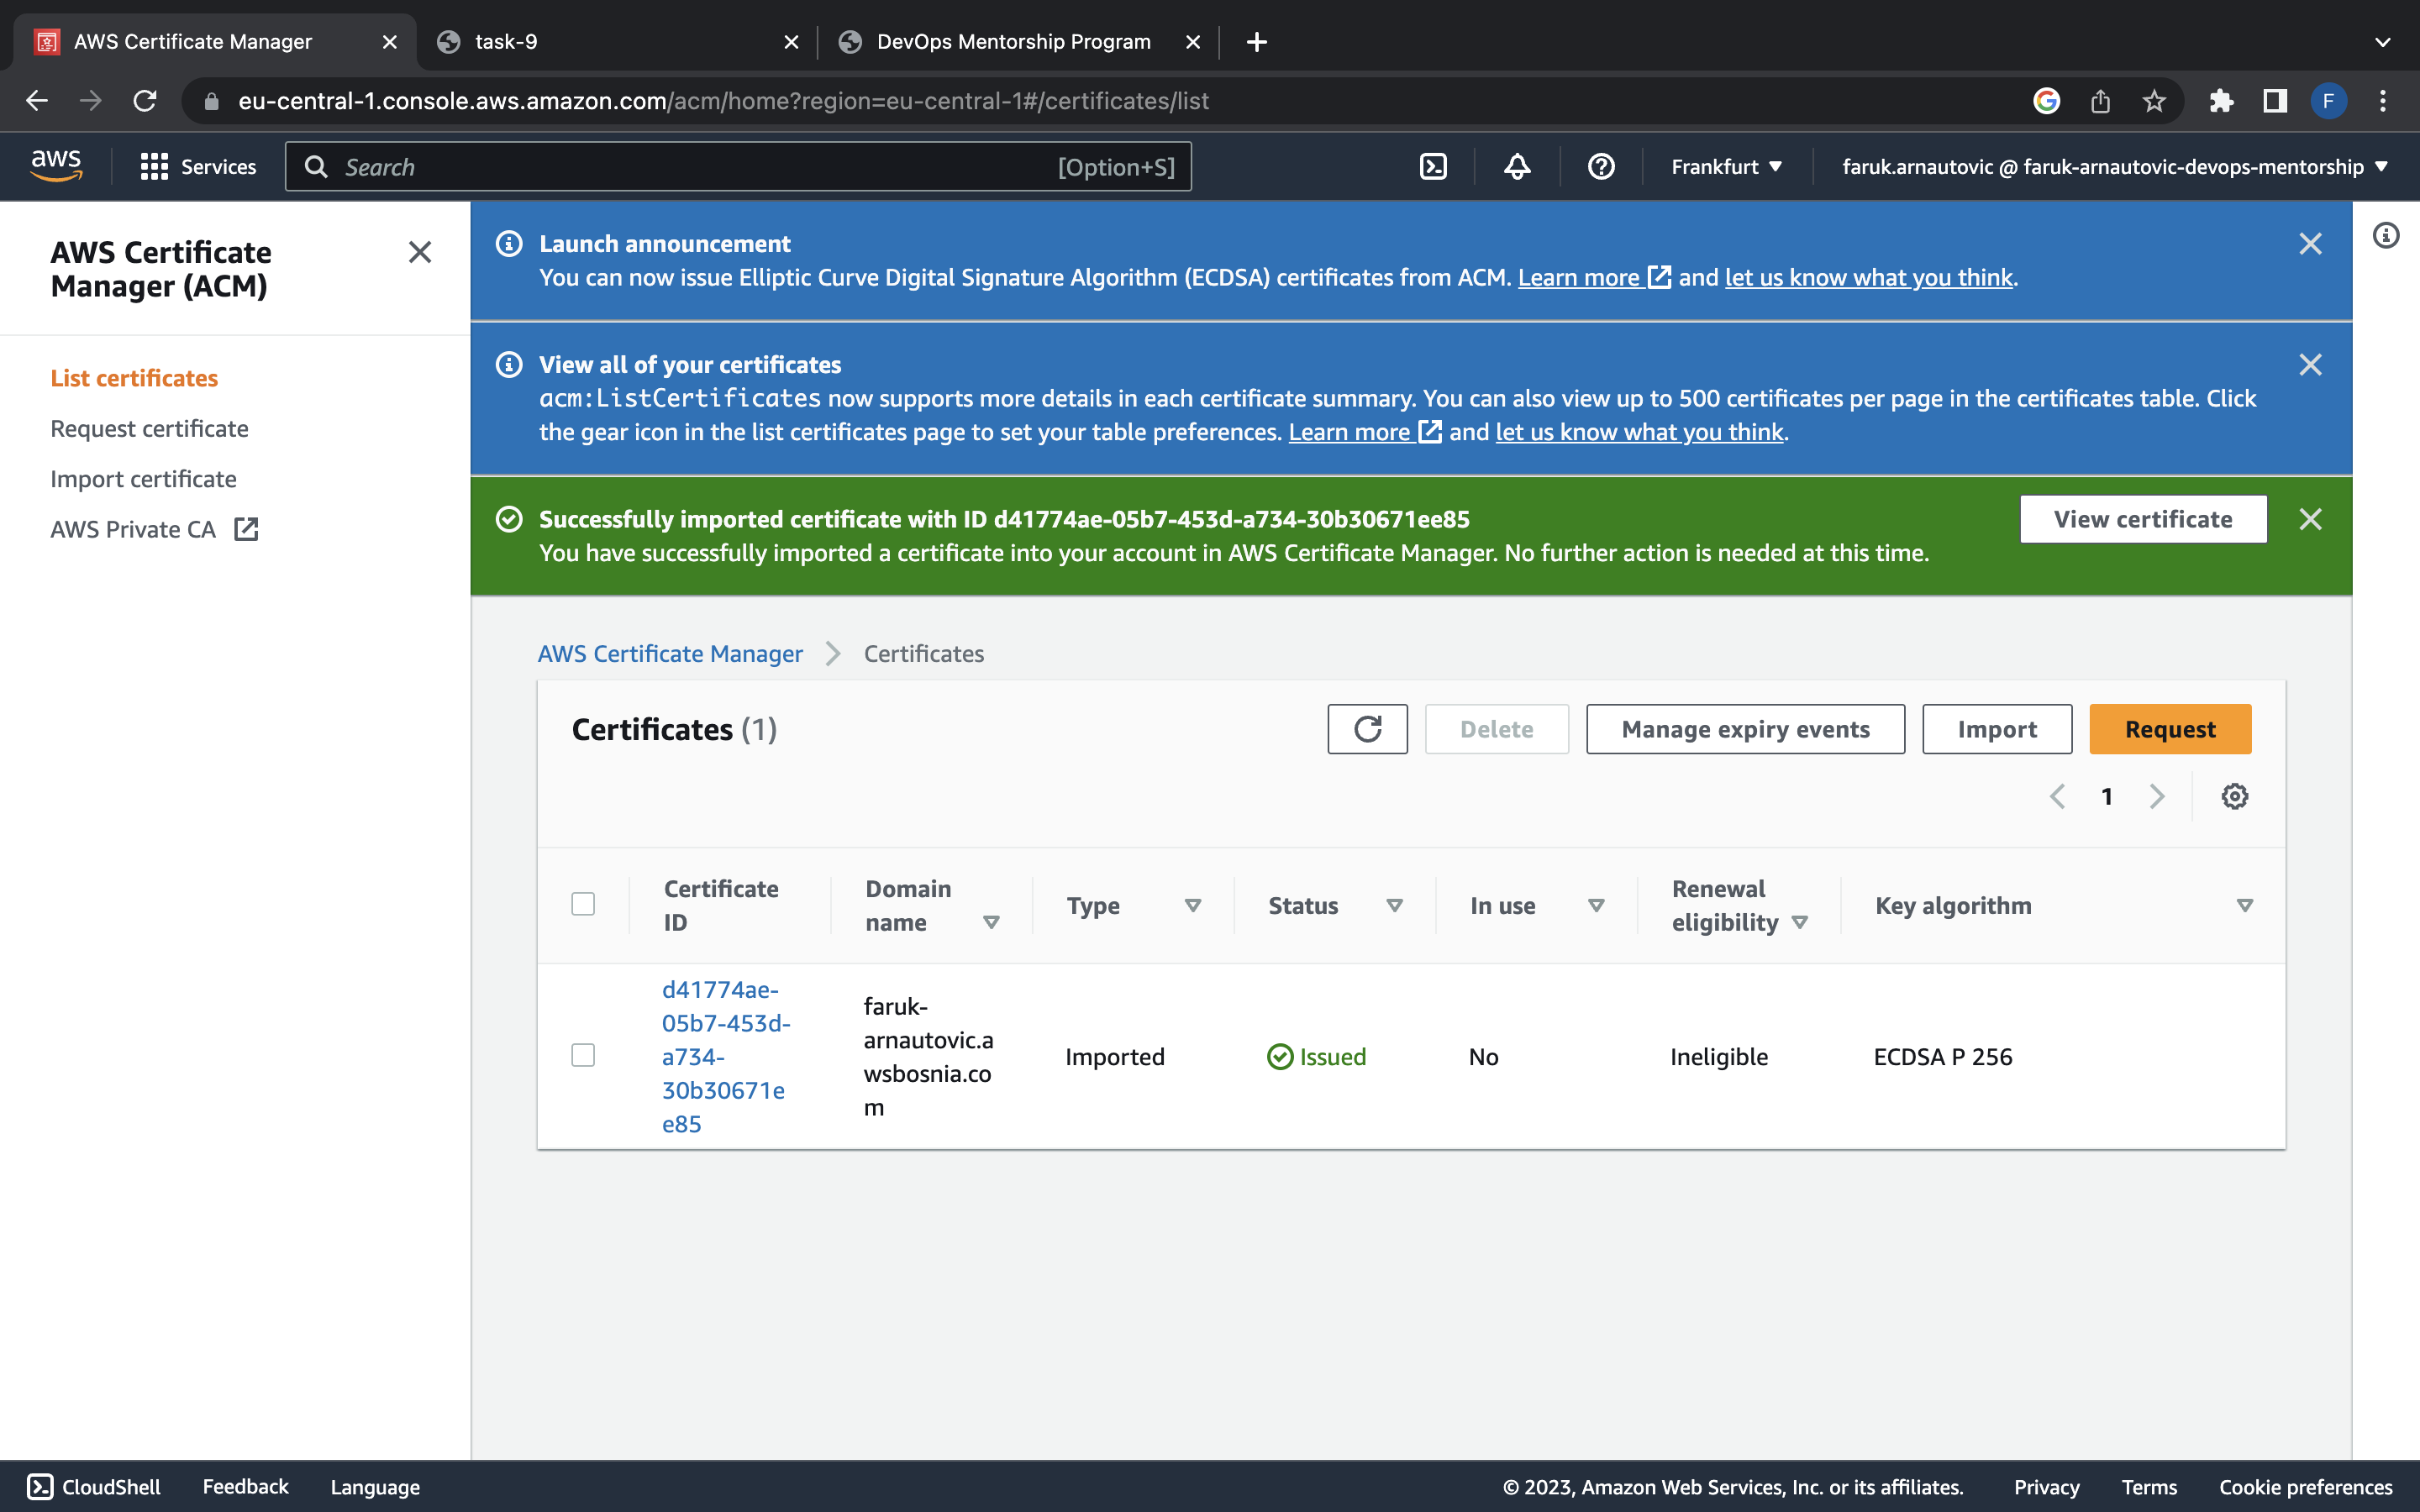 AWS Certificate Manager
task-9
DevOps Mentorship Program
eu-central-1.console.aws.amazon.com/acm/home?region=eu-central-1#/certificates/list
F
aws
Services
Search
[Option+S]
Frankfurt
faruk.arnautovic @ faruk-arnautovic-devops-mentorship
AWS Certificate
Manager (ACM)
List certificates
Request certificate
Import certificate
AWS Private CA
Launch announcement
You can now issue Elliptic Curve Digital Signature Algorithm (ECDSA) certificates from ACM. Learn more and let us know what you think.
View all of your certificates
acm:ListCertificates now supports more details in each certificate summary. You can also view up to 500 certificates per page in the certificates table. Click
the gear icon in the list certificates page to set your table preferences. Learn more and let us know what you think.
Successfully imported certificate with ID d41774ae-05b7-453d-a734-30b30671ee85
You have successfully imported a certificate into your account in AWS Certificate Manager. No further action is needed at this time.
View certificate
AWS Certificate Manager
Certificates
Certificates (1)
Delete
Manage expiry events
Import
Request
1
Certificate
ID
Domain
name
Type
Status
In use
Renewal
eligibility
Key algorithm
d41774ae-
05b7-453d-
a734-
30b30671e
e85
faruk-
arnautovic.a
wsbosnia.co
m
Imported
Issued
No
Ineligible
ECDSA P 256
CloudShell
Feedback
Language
© 2023, Amazon Web Services, Inc. or its affiliates.
Privacy
Terms
Cookie preferences